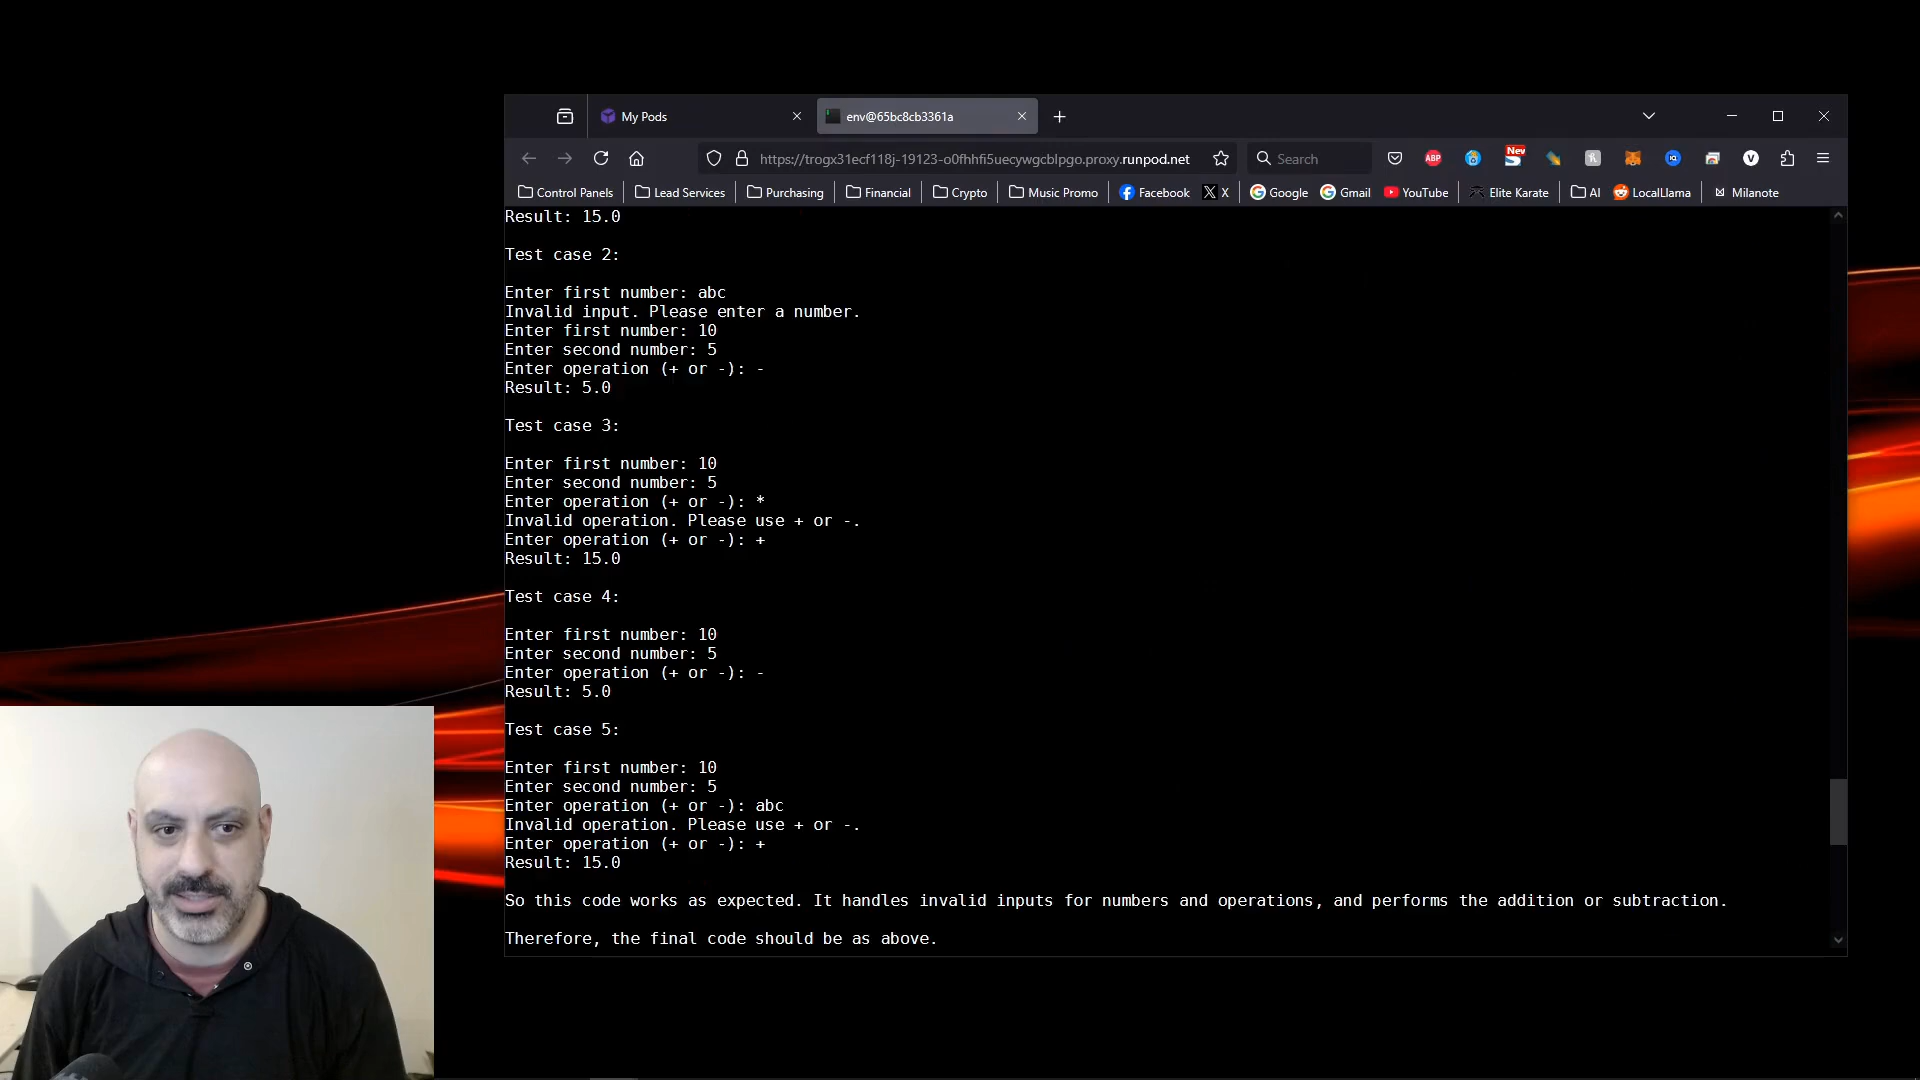 My Pods
env@65bc8cb3361a
https://trogx31ecf118j-19123-o0fhhfi5uecywgcblpgo.proxy.runpod.net
Search
ABP
New
Control Panels
Lead Services
Purchasing
Financial
Crypto
Music Promo
Facebook
X
Google
Gmail
YouTube
Elite Karate
AI
LocalLlama
Milanote
Result: 15.0
Test case 2:
Enter first number: abc
Invalid input. Please enter a number.
Enter first number: 10
Enter second number: 5
Enter operation (+ or -): -
Result: 5.0
Test case 3:
Enter first number: 10
Enter second number: 5
Enter operation (+ or -): *
Invalid operation. Please use + or -.
Enter operation (+ or -): +
Result: 15.0
Test case 4:
Enter first number: 10
Enter second number: 5
Enter operation (+ or -): -
Result: 5.0
Test case 5:
Enter first number: 10
Enter second number: 5
Enter operation (+ or -): abc
Invalid operation. Please use + or -.
Enter operation (+ or -): +
Result: 15.0
So this code works as expected. It handles invalid inputs for numbers and operations, and performs the addition or subtraction.
Therefore, the final code should be as above.